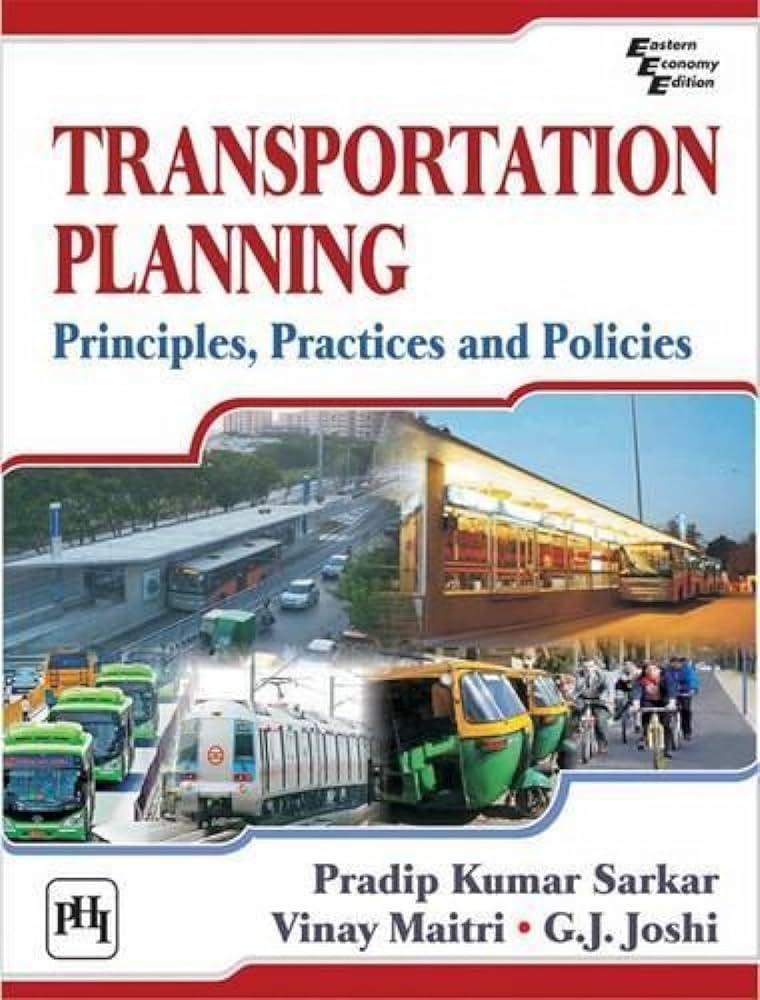 Eastern
Economy
Edition
TRANSPORTATION
PLANNING
Principles, Practices and Policies
Pradip Kumar Sarkar
Vinay Maitri • G.J. Joshi
PHI